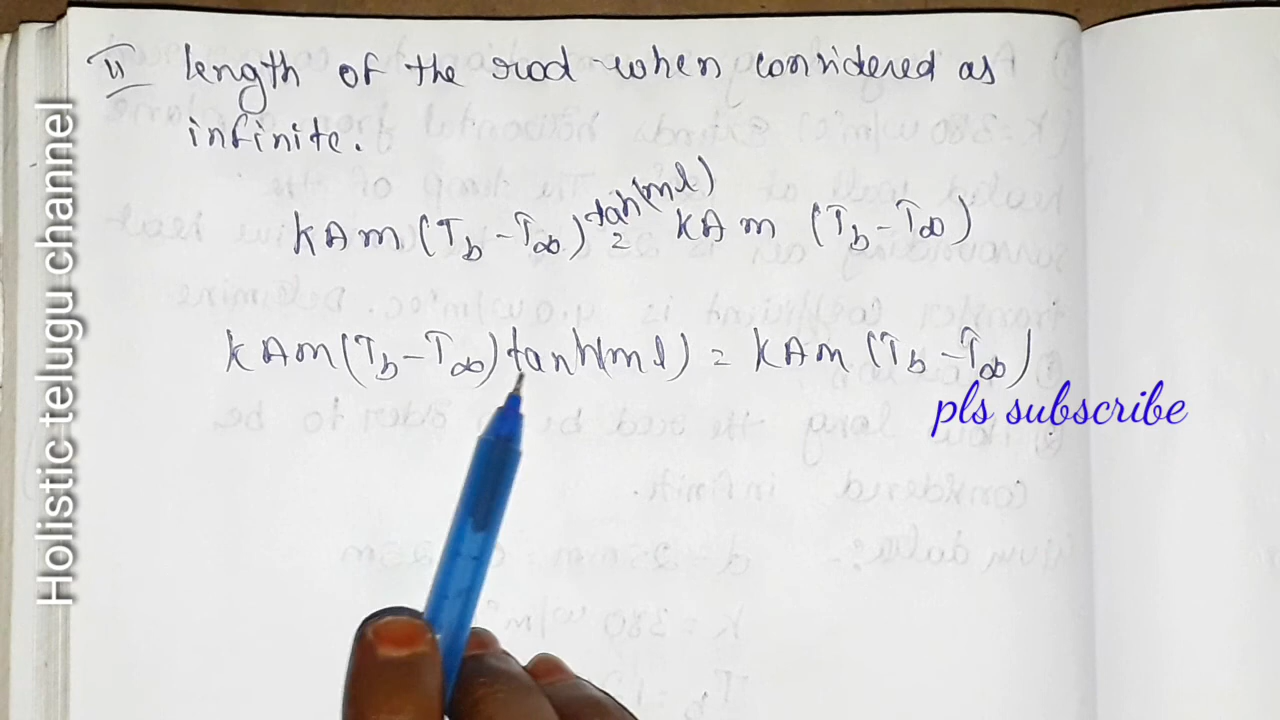 ii length of the rod when considered as
infinite.
kAm (Tb - T∞) tanh(ml) = kAm (Tb - T∞)
kAm (Tb - T∞) tanh(ml) = kAm (Tb - T∞)
pls subscribe
Holistic telugu channel